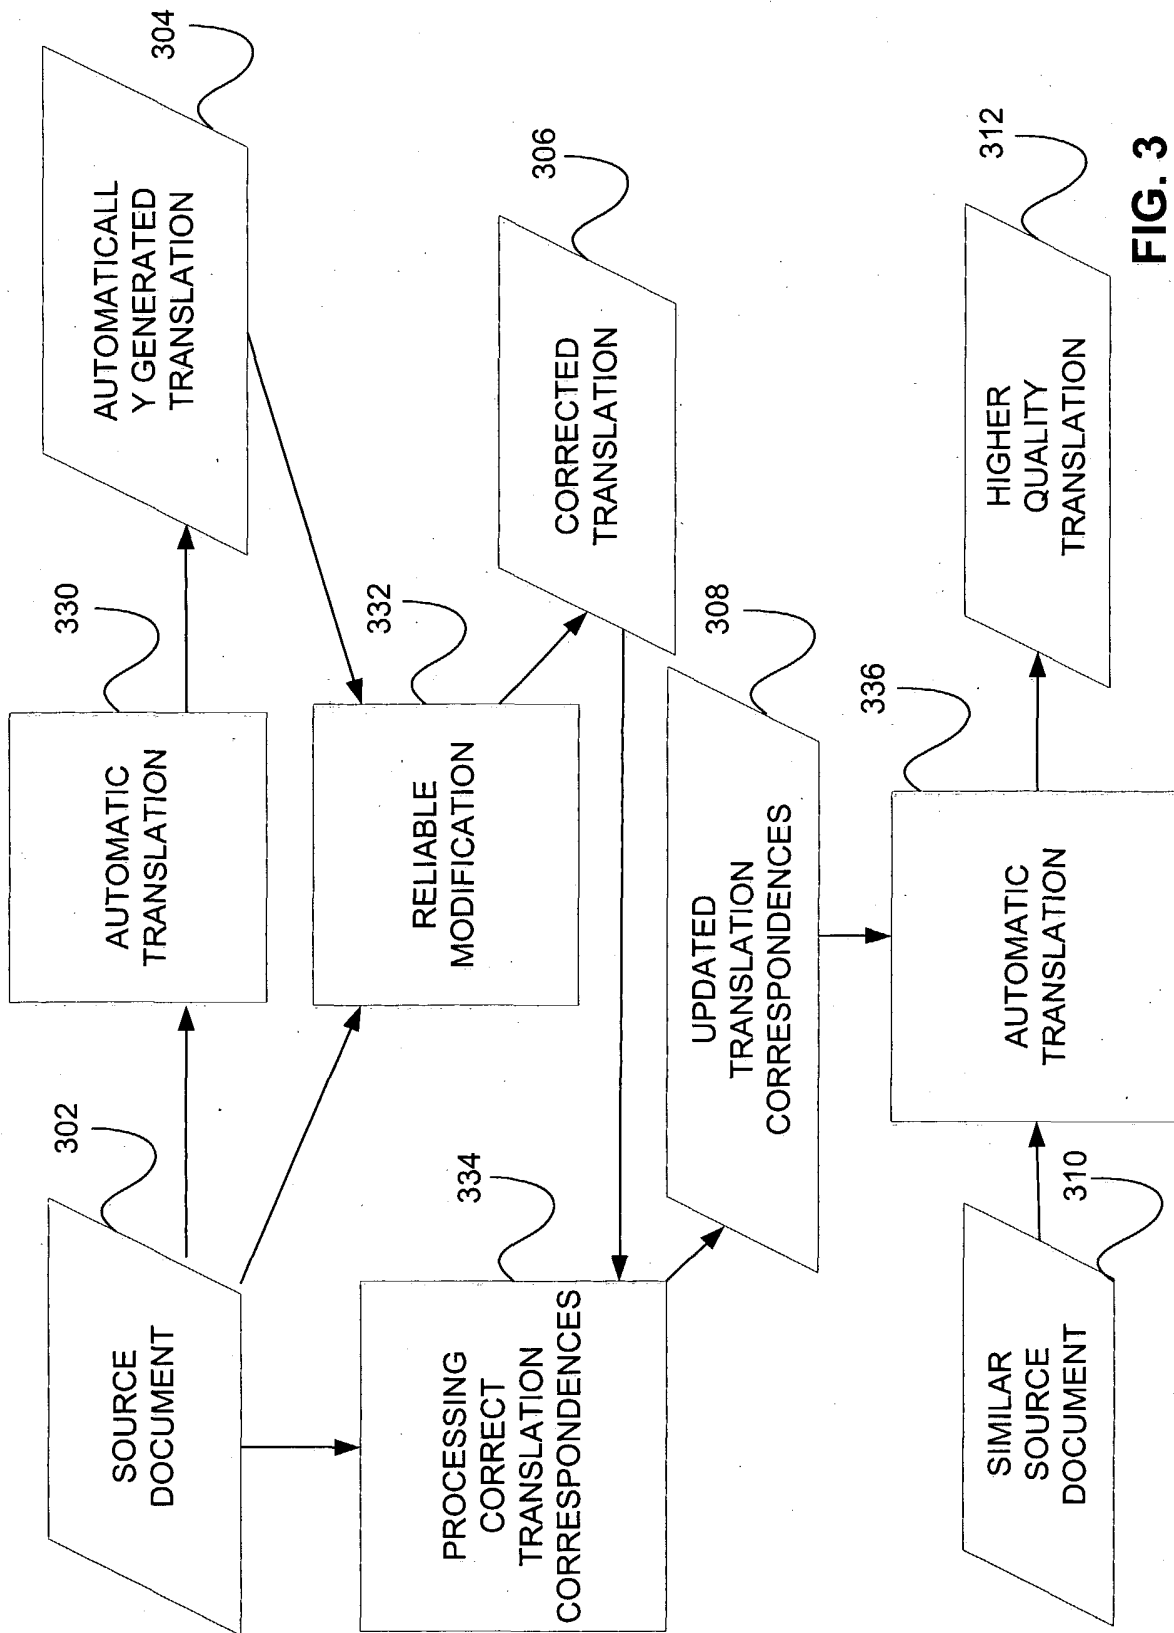 302
SOURCE
DOCUMENT
330
AUTOMATIC
TRANSLATION
304
AUTOMATICALL
Y GENERATED
TRANSLATION
334
PROCESSING
CORRECT
TRANSLATION
CORRESPONDENCES
332
RELIABLE
MODIFICATION
306
CORRECTED
TRANSLATION
308
UPDATED
TRANSLATION
CORRESPONDENCES
310
SIMILAR
SOURCE
DOCUMENT
336
AUTOMATIC
TRANSLATION
312
HIGHER
QUALITY
TRANSLATION
FIG. 3